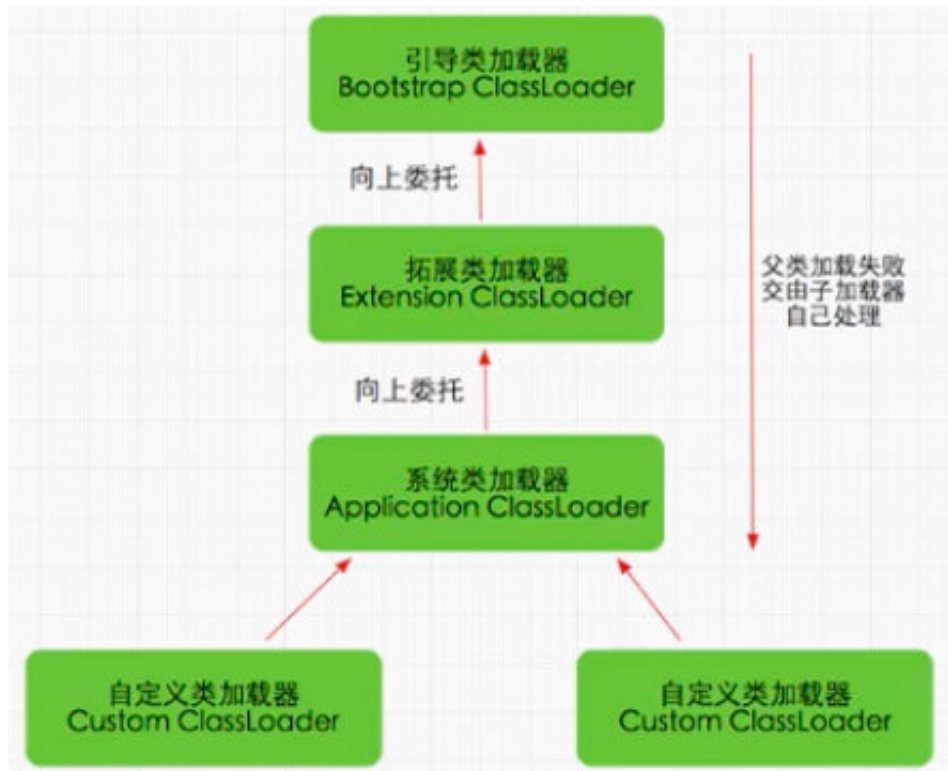 引导类加载器
Bootstrap ClassLoader
向上委托
拓展类加载器
Extension ClassLoader
父类加载失败
交由子加载器
自己处理
向上委托
系统类加载器
Application ClassLoader
自定义类加载器
Custom ClassLoader
自定义类加载器
Custom ClassLoader